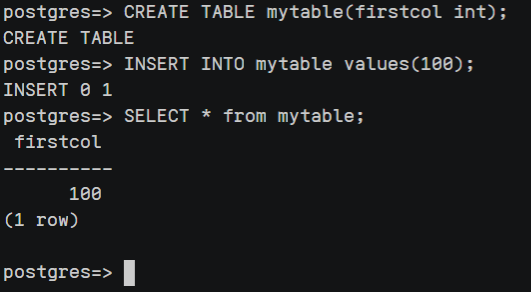 postgres=> CREATE TABLE mytable(firstcol int);
CREATE TABLE
postgres=> INSERT INTO mytable values(100);
INSERT 0 1
postgres=> SELECT * from mytable;
 firstcol
----------
      100
(1 row)

postgres=>